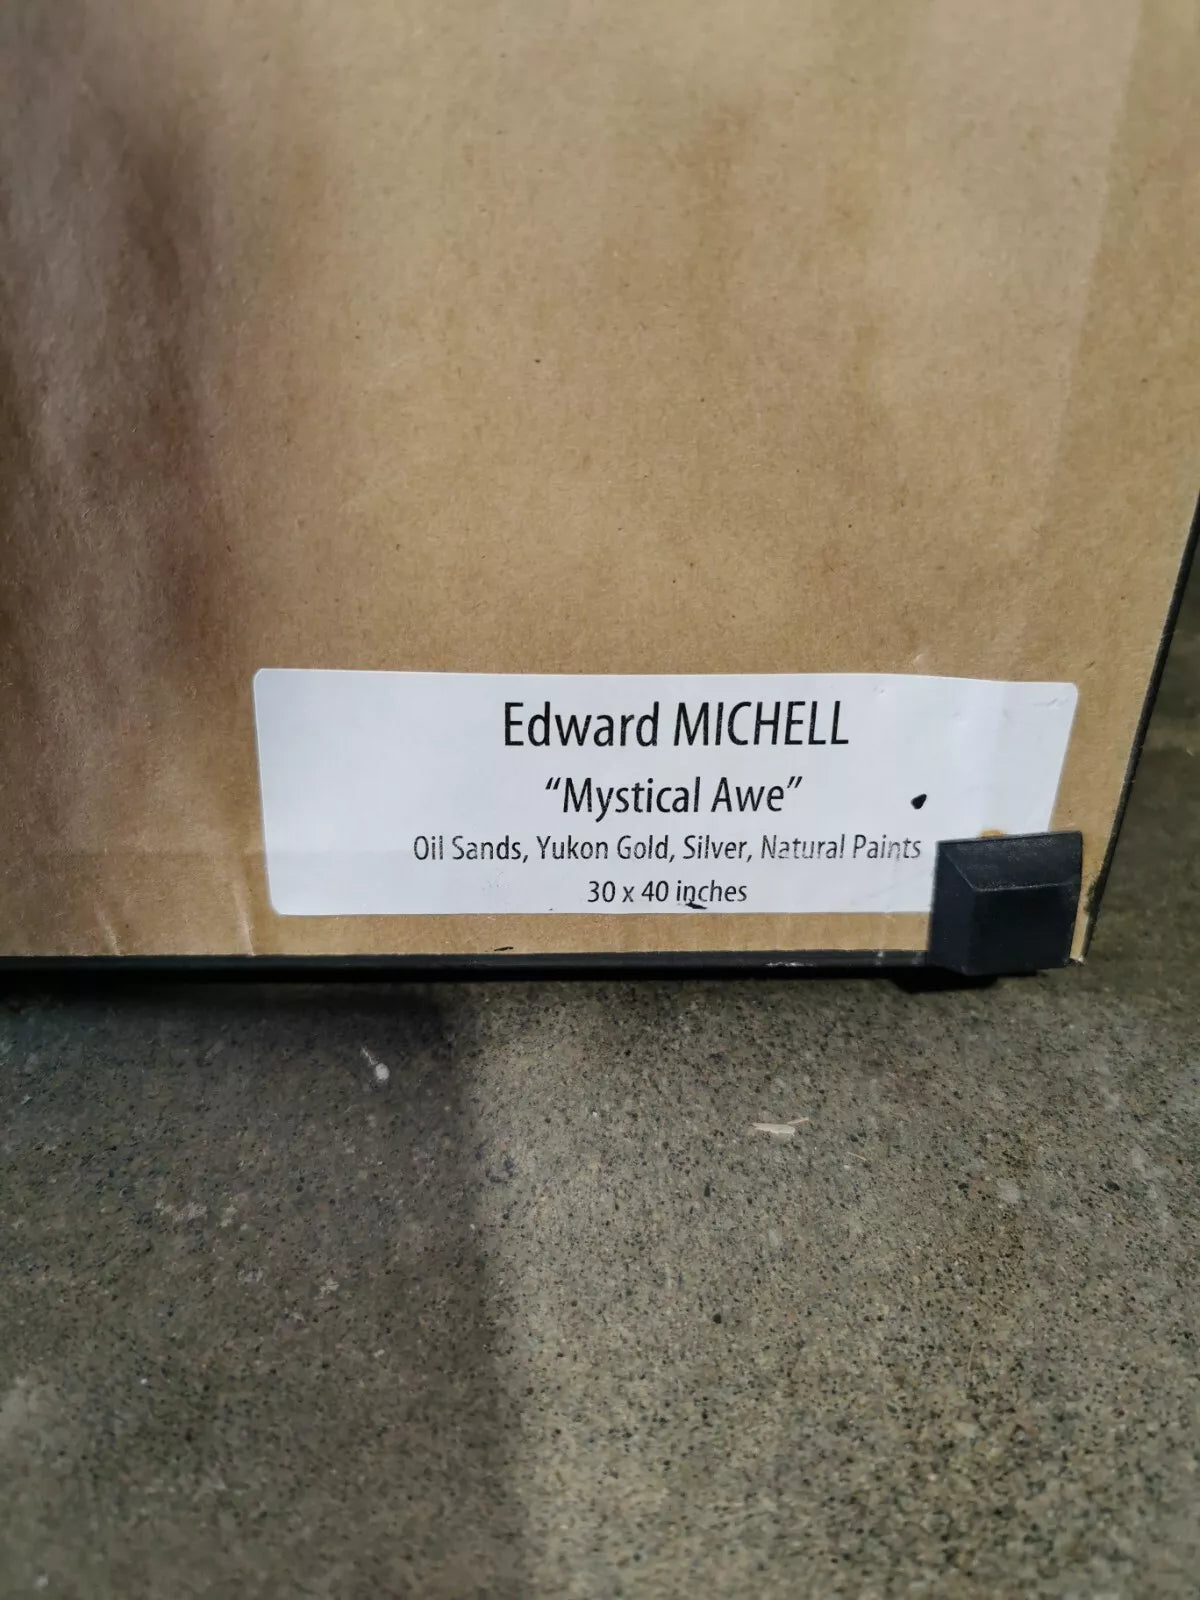 Edward MICHELL
“Mystical Awe”
Oil Sands, Yukon Gold, Silver, Natural Paints
30 x 40 inches